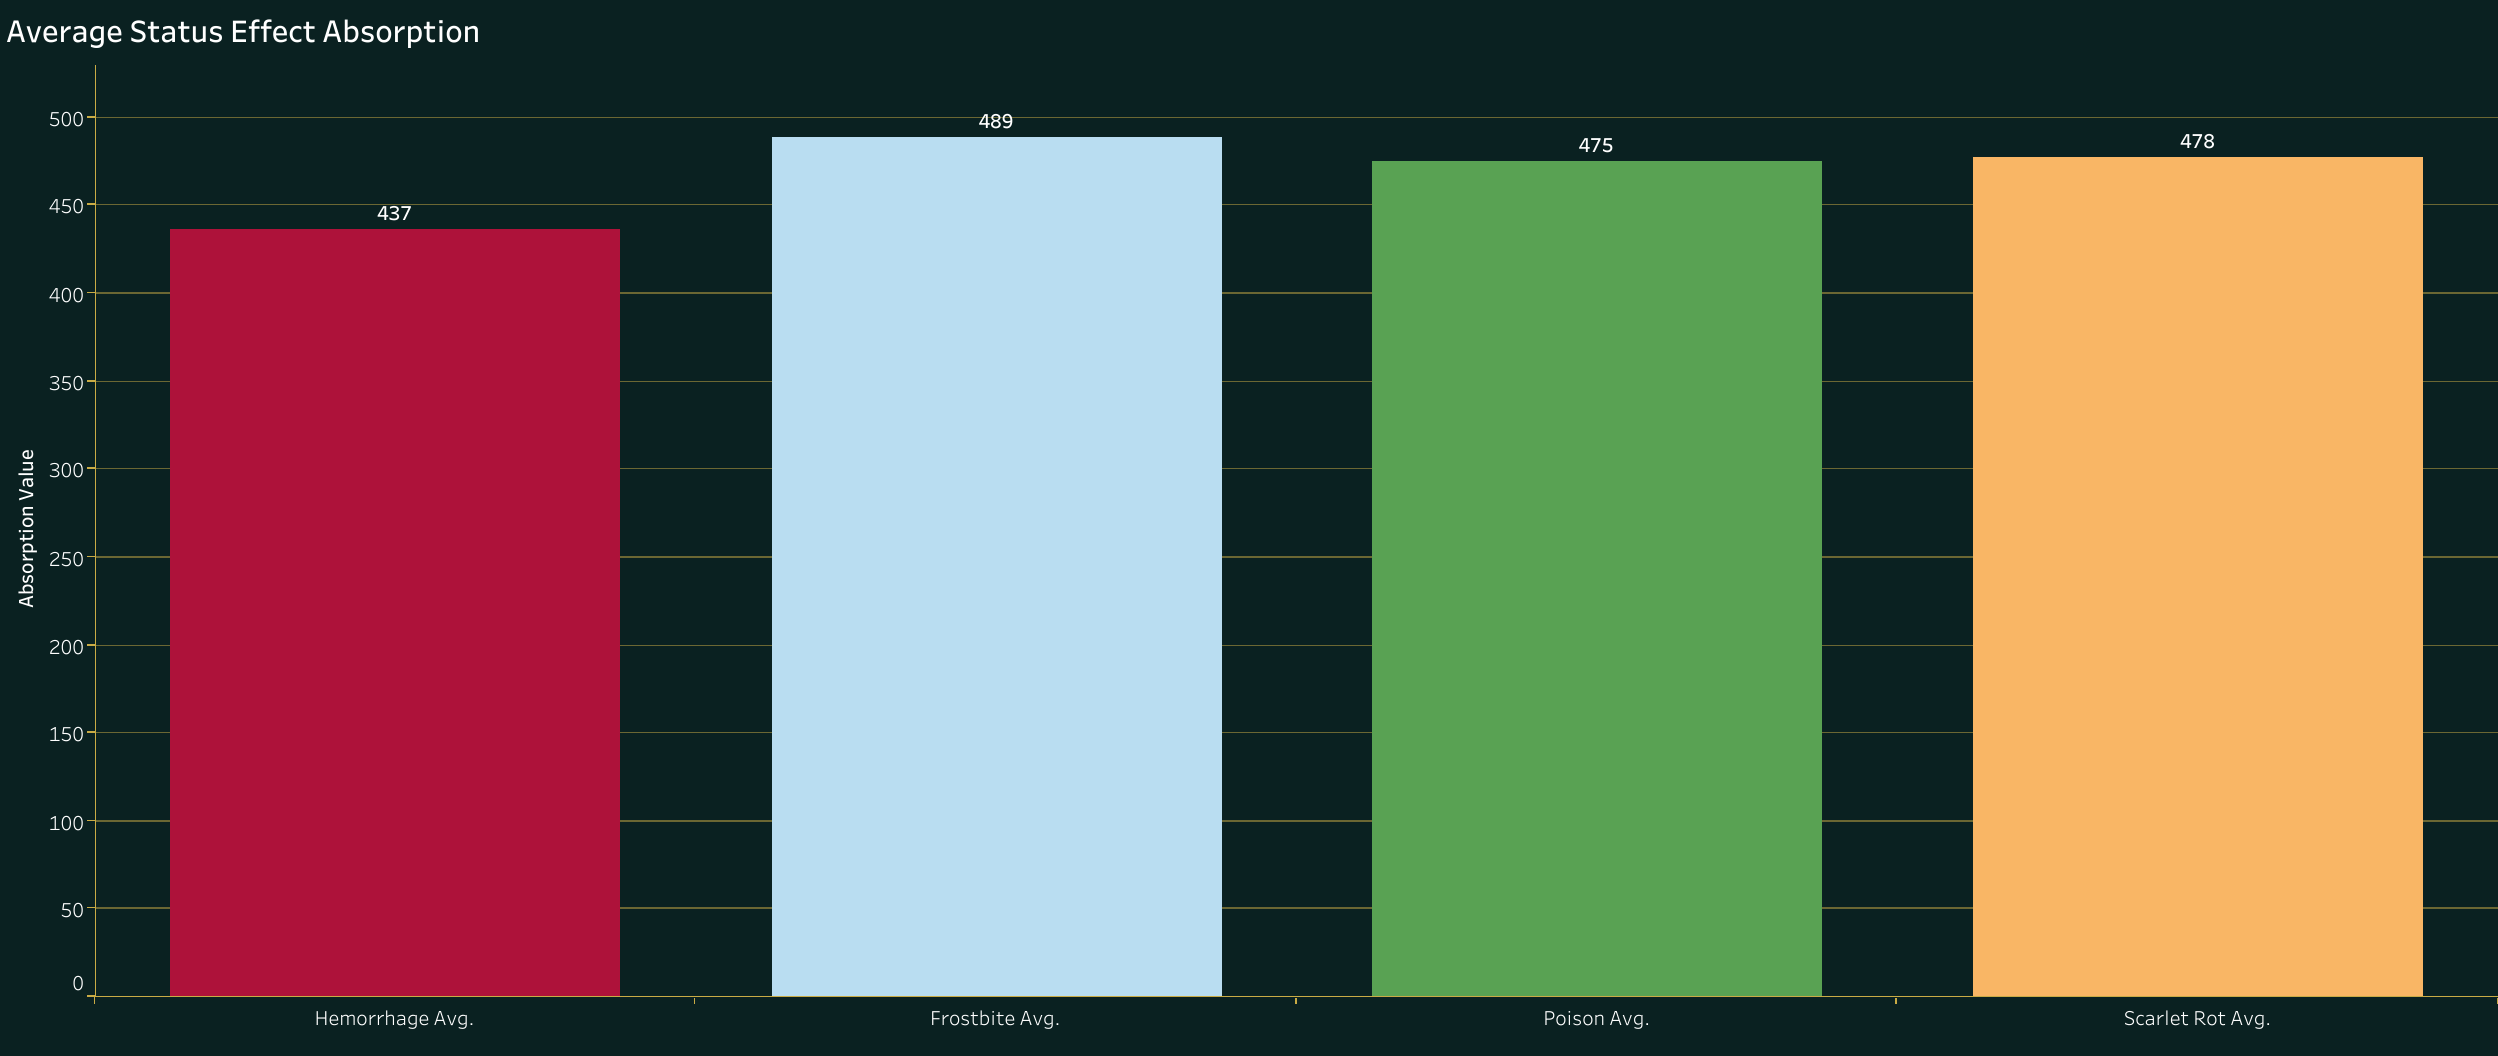 Average Status Effect Absorption
Absorption Value
500
450
400
350
300
250
200
150
100
50
0
437
489
475
478
Hemorrhage Avg.
Frostbite Avg.
Poison Avg.
Scarlet Rot Avg.